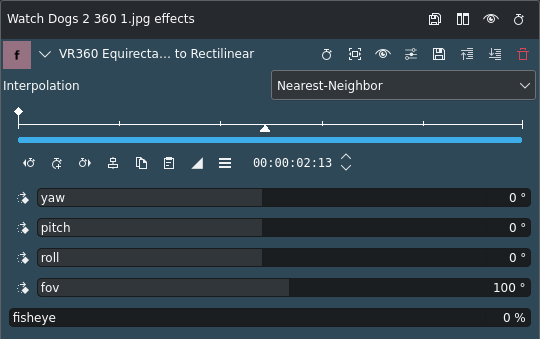 Watch Dogs 2 360 1.jpg effects
f VR360 Equirecta... to Rectilinear
Interpolation Nearest-Neighbor
00:00:02:13
yaw 0 °
pitch 0 °
roll 0 °
fov 100 °
fisheye 0 %